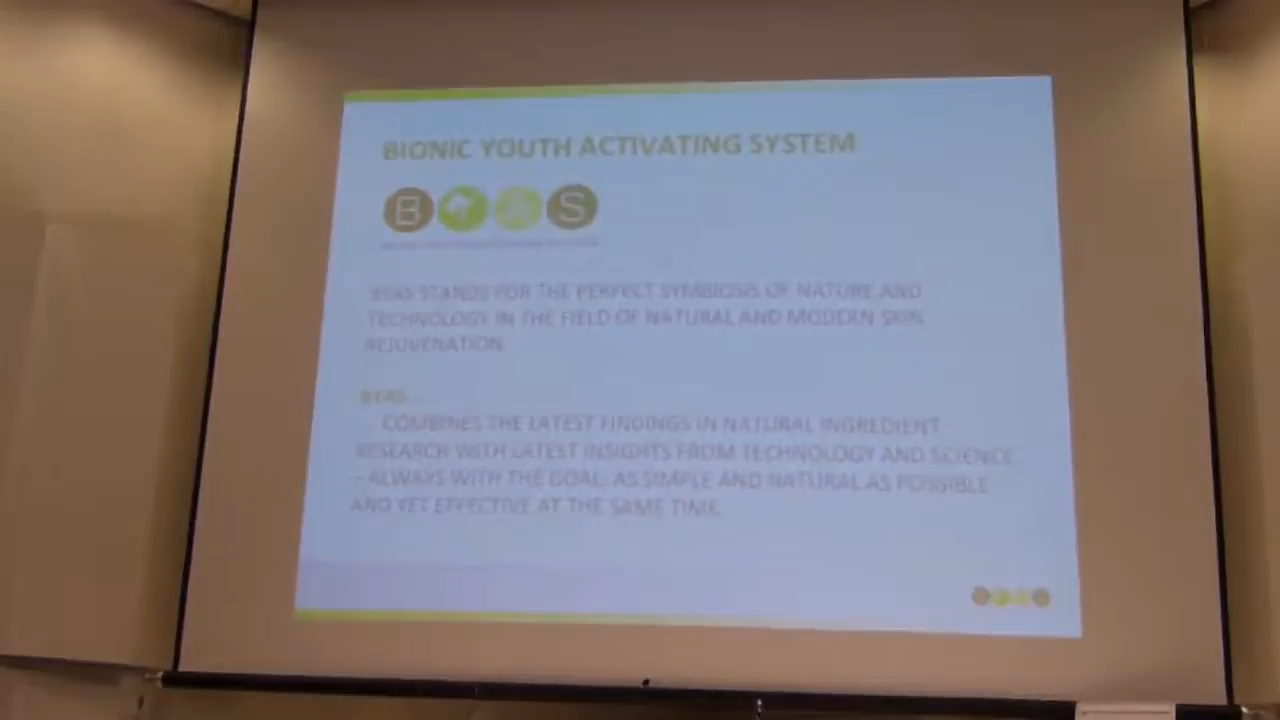 BIONIC YOUTH ACTIVATING SYSTEM
B Y A S
BYAS STANDS FOR THE PERFECT SYMBIOSIS OF NATURE AND
TECHNOLOGY IN THE FIELD OF NATURAL AND MODERN SKIN
REJUVENATION
BYAS
COMBINES THE LATEST FINDINGS IN NATURAL INGREDIENT
RESEARCH WITH LATEST INSIGHTS FROM TECHNOLOGY AND SCIENCE
- ALWAYS WITH THE GOAL, AS SIMPLE AND NATURAL AS POSSIBLE
AND YET EFFECTIVE AT THE SAME TIME.